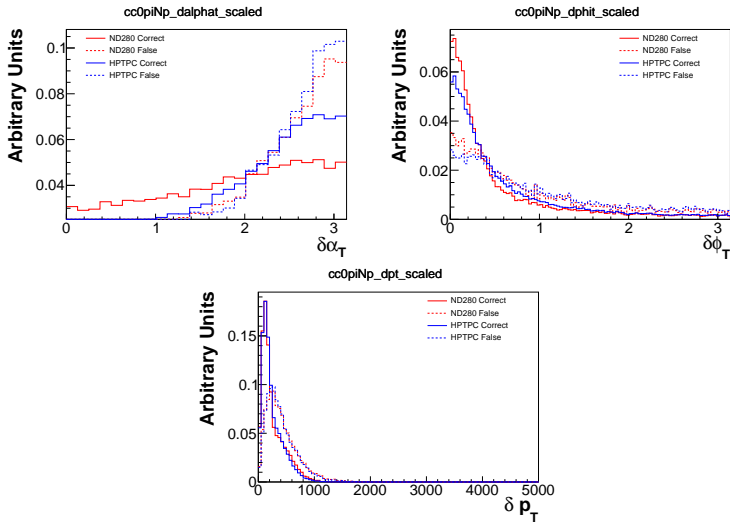 cc0piNp_dalphat_scaled
Arbitrary Units
0.1
0.08
0.06
0.04
ND280 Correct
ND280 False
HPTPC Correct
HPTPC False
0 1 2 3
δα_T
cc0piNp_dphit_scaled
Arbitrary Units
0.06
0.04
0.02
0
ND280 Correct
ND280 False
HPTPC Correct
HPTPC False
0 1 2 3
δϕ_T
cc0piNp_dpt_scaled
Arbitrary Units
0.15
0.1
0.05
0
ND280 Correct
ND280 False
HPTPC Correct
HPTPC False
0 1000 2000 3000 4000 5000
δ p_T